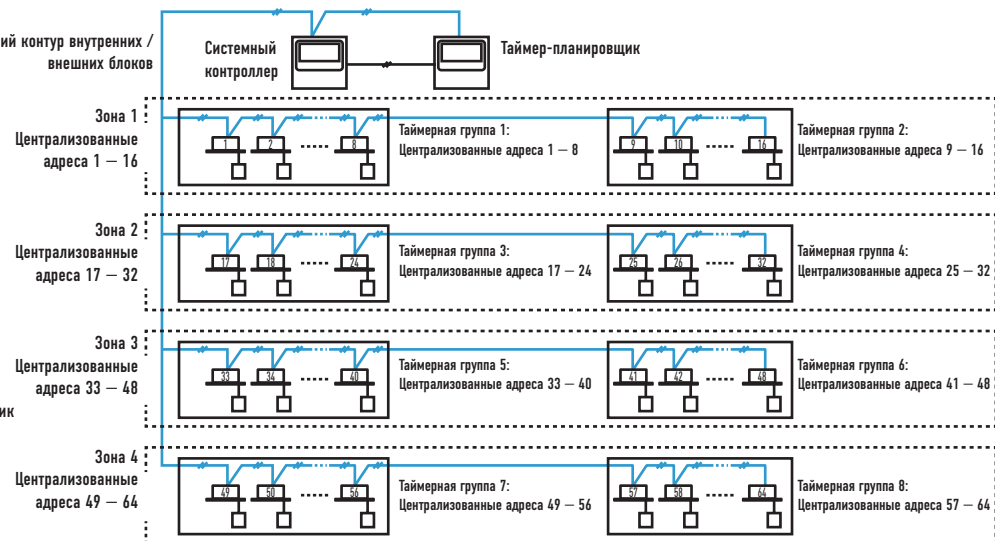 ий контур внутренних /
внешних блоков
Системный
контроллер
Таймер-планировщик
Зона 1
Централизованные
адреса 1 — 16
1 2 8
Таймерная группа 1:
Централизованные адреса 1 — 8
9 10 16
Таймерная группа 2:
Централизованные адреса 9 — 16
Зона 2
Централизованные
адреса 17 — 32
17 18 24
Таймерная группа 3:
Централизованные адреса 17 — 24
25 26 32
Таймерная группа 4:
Централизованные адреса 25 — 32
Зона 3
Централизованные
адреса 33 — 48
ик
33 34 40
Таймерная группа 5:
Централизованные адреса 33 — 40
41 42 48
Таймерная группа 6:
Централизованные адреса 41 — 48
Зона 4
Централизованные
адреса 49 — 64
49 50 56
Таймерная группа 7:
Централизованные адреса 49 — 56
57 58 64
Таймерная группа 8:
Централизованные адреса 57 — 64